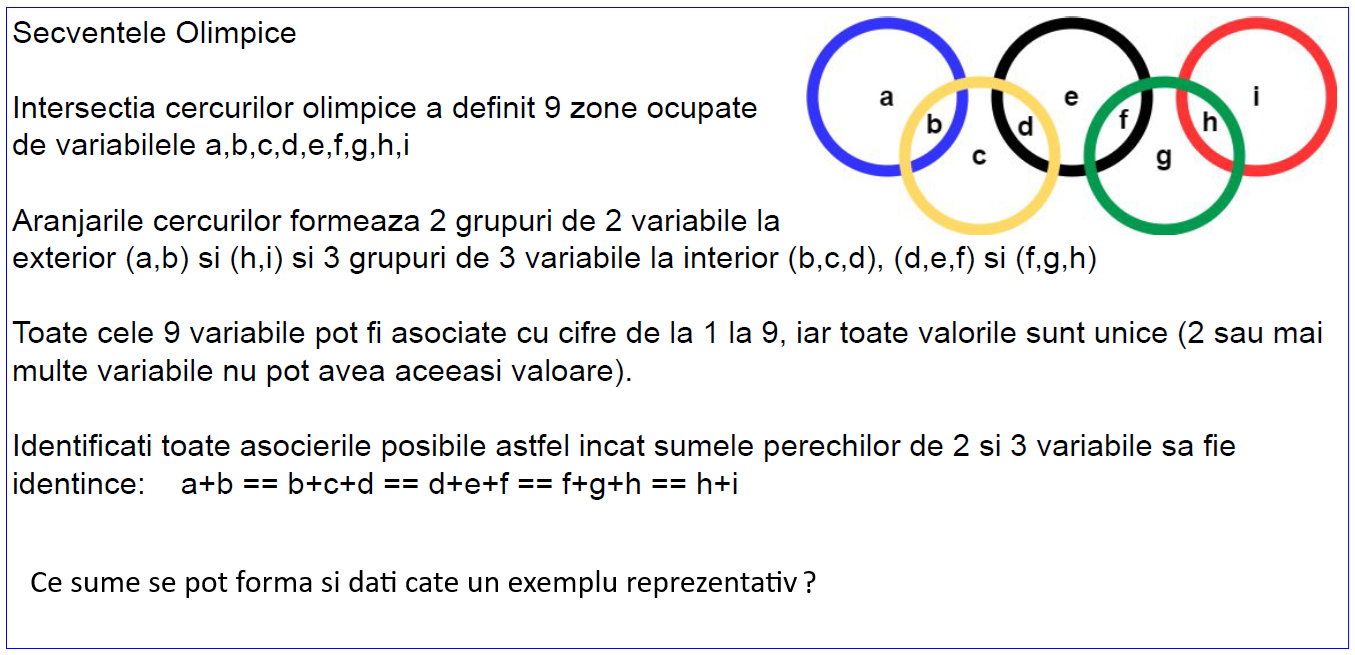 Secventele Olimpice
Intersectia cercurilor olimpice a definit 9 zone ocupate
de variabilele a,b,c,d,e,f,g,h,i
Aranjarile cercurilor formeaza 2 grupuri de 2 variabile la
exterior (a,b) si (h,i) si 3 grupuri de 3 variabile la interior (b,c,d), (d,e,f) si (f,g,h)
Toate cele 9 variabile pot fi asociate cu cifre de la 1 la 9, iar toate valorile sunt unice (2 sau mai
multe variabile nu pot avea aceeasi valoare).
Identificati toate asocierile posibile astfel incat sumele perechilor de 2 si 3 variabile sa fie
identince: a+b == b+c+d == d+e+f == f+g+h == h+i
Ce sume se pot forma si dati cate un exemplu reprezentativ ?
a
b
c
d
e
f
g
h
i